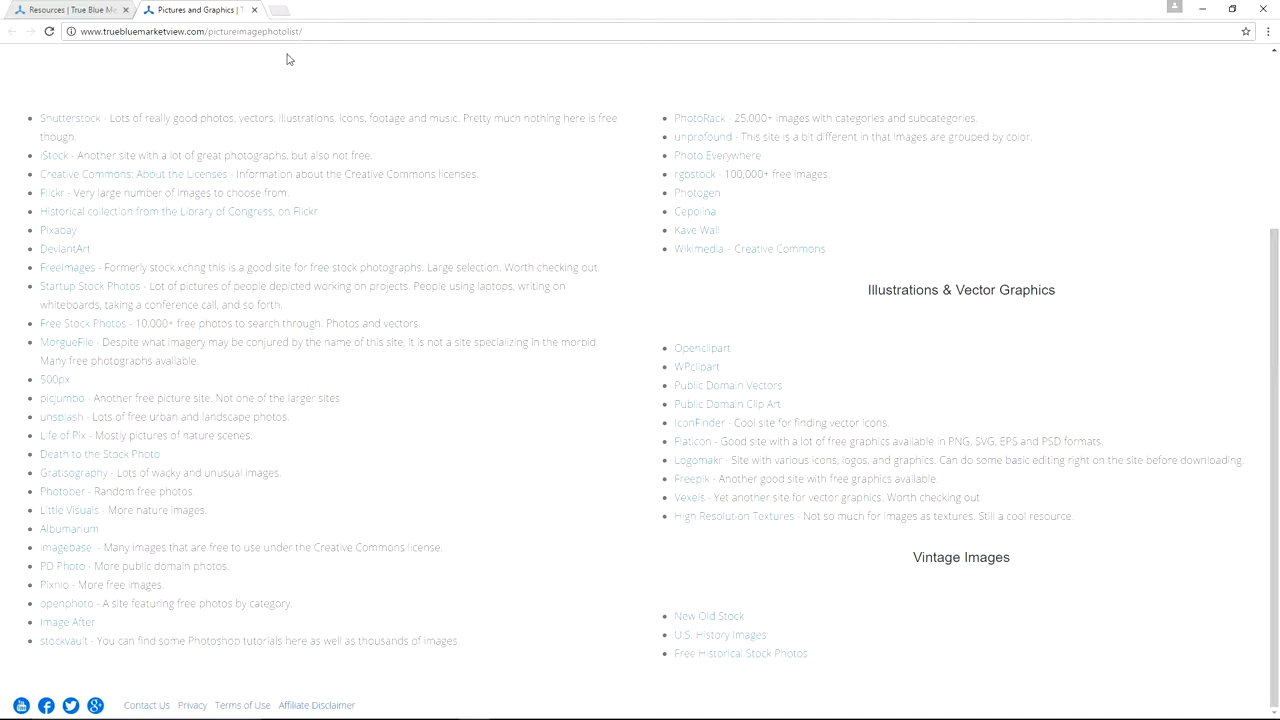 Resources | True Blue Me
Pictures and Graphics | T
www.truebluemarketview.com/pictureimagephotolist/
Shutterstock - Lots of really good photos, vectors, illustrations, icons, footage and music. Pretty much nothing here is free
though.
iStock - Another site with a lot of great photographs, but also not free.
Creative Commons: About the Licenses - Information about the Creative Commons licenses.
Flickr - Very large number of images to choose from.
Historical collection from the Library of Congress, on Flickr
Pixabay
DeviantArt
FreeImages - Formerly stock.xchng this is a good site for free stock photographs. Large selection. Worth checking out.
Startup Stock Photos - Lot of pictures of people depicted working on projects. People using laptops, writing on
whiteboards, taking a conference call, and so forth.
Free Stock Photos - 10,000+ free photos to search through. Photos and vectors.
MorgueFile - Despite what imagery may be conjured by the name of this site, it is not a site specializing in the morbid.
Many free photographs available.
500px
picjumbo - Another free picture site. Not one of the larger sites
unsplash - Lots of free urban and landscape photos.
Life of Pix - Mostly pictures of nature scenes.
Death to the Stock Photo
Gratisography - Lots of wacky and unusual images.
Photober - Random free photos.
Little Visuals - More nature images.
Albumarium
imagebase - Many images that are free to use under the Creative Commons license.
PD Photo - More public domain photos.
Pixnio - More free images.
openphoto - A site featuring free photos by category.
Image After
stockvault - You can find some Photoshop tutorials here as well as thousands of images.
PhotoRack - 25,000+ images with categories and subcategories.
unprofound - This site is a bit different in that images are grouped by color.
Photo Everywhere
rgbstock - 100,000+ free images.
Photogen
Cepolina
Kave Wall
Wikimedia - Creative Commons
Illustrations & Vector Graphics
Openclipart
WPclipart
Public Domain Vectors
Public Domain Clip Art
IconFinder - Cool site for finding vector icons.
Flaticon - Good site with a lot of free graphics available in PNG, SVG, EPS and PSD formats.
Logomakr - Site with various icons, logos, and graphics. Can do some basic editing right on the site before downloading.
Freepik - Another good site with free graphics available.
Vexels - Yet another site for vector graphics. Worth checking out
High Resolution Textures - Not so much for images as textures. Still a cool resource.
Vintage Images
New Old Stock
U.S. History Images
Free Historical Stock Photos
Contact Us Privacy Terms of Use Affiliate Disclaimer